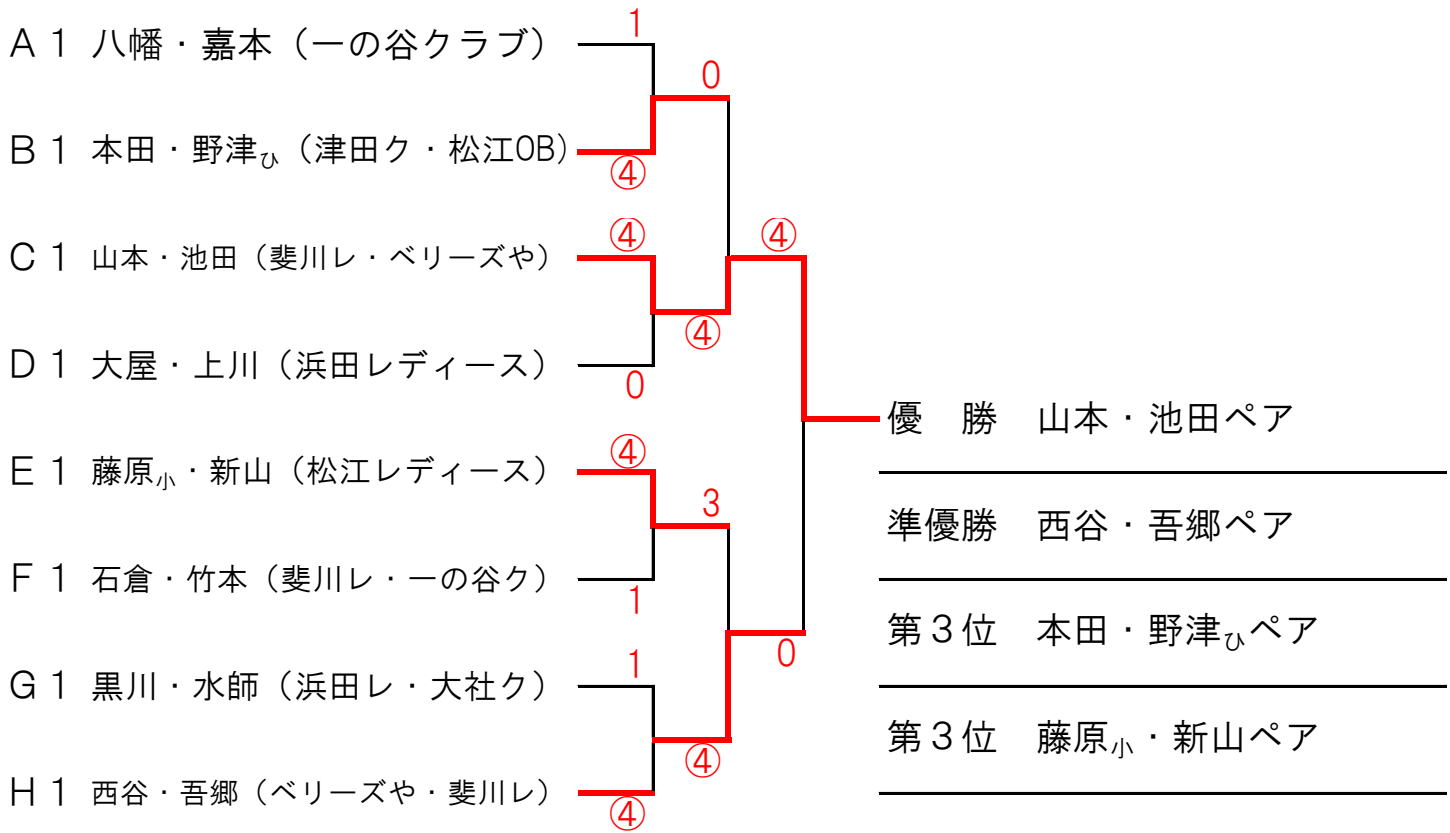 1
A1 八幡・嘉本（一の谷クラブ）
0
B1 本田・野津ひ（津田ク・松江OB）
④
④ ④
C1 山本・池田（斐川レ・ベリーズや）
④
D1 大屋・上川（浜田レディース）
0
優　勝　山本・池田ペア
④
E1 藤原小・新山（松江レディース）
3
準優勝　西谷・吾郷ペア
F1 石倉・竹本（斐川レ・一の谷ク）
1
第３位　本田・野津ひペア
1 0
G1 黒川・水師（浜田レ・大社ク）
第３位　藤原小・新山ペア
④
H1 西谷・吾郷（ベリーズや・斐川レ）
④